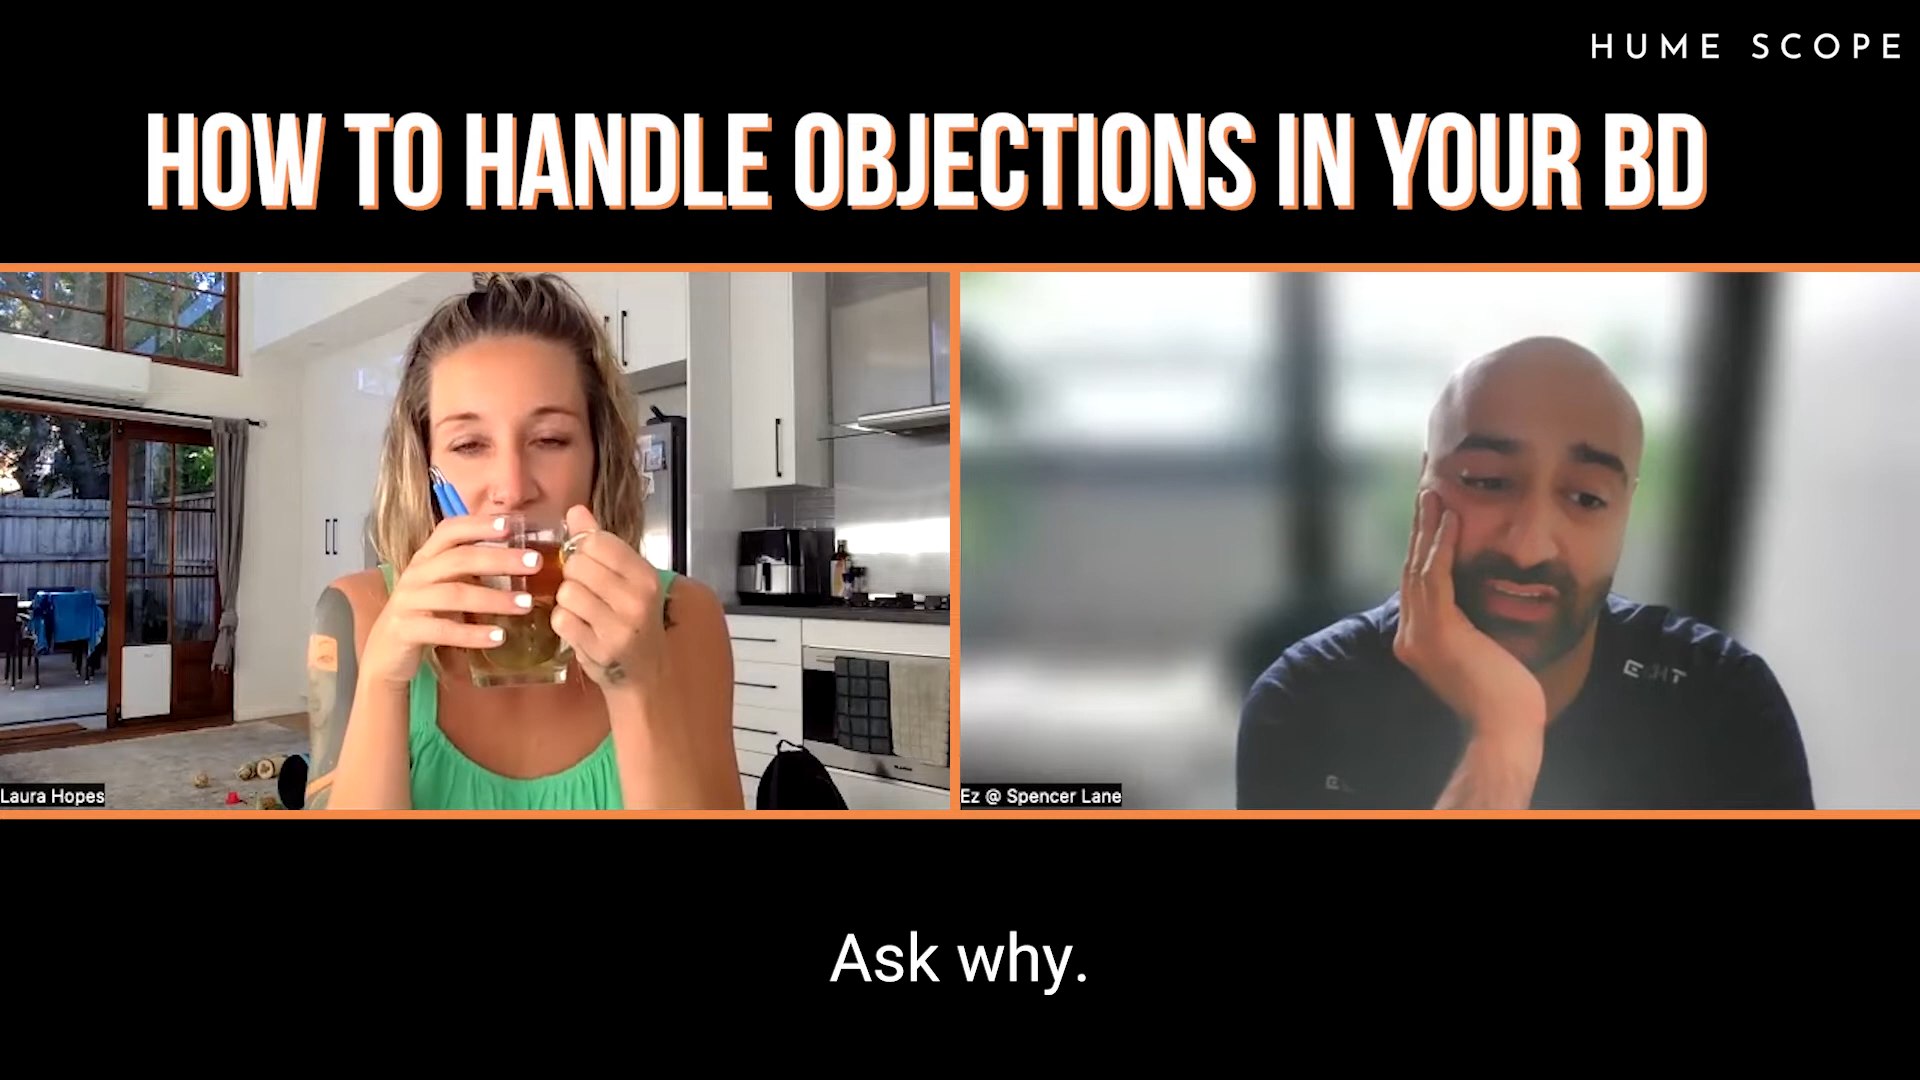 HUME SCOPE
HOW TO HANDLE OBJECTIONS IN YOUR BD
Laura Hopes
Ez @ Spencer Lane
Ask why.